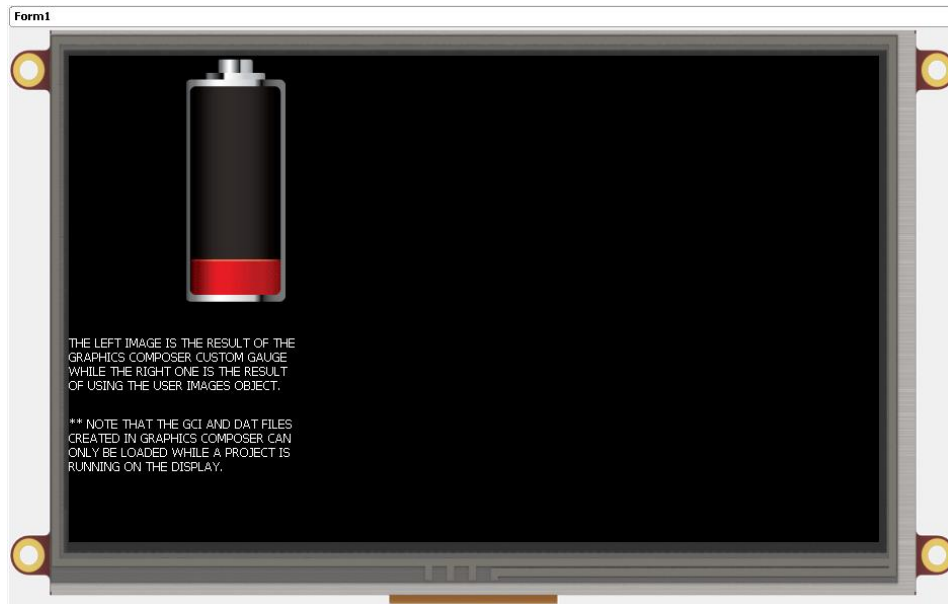 Form1
THE LEFT IMAGE IS THE RESULT OF THE
GRAPHICS COMPOSER CUSTOM GAUGE
WHILE THE RIGHT ONE IS THE RESULT
OF USING THE USER IMAGES OBJECT.
** NOTE THAT THE GCI AND DAT FILES
CREATED IN GRAPHICS COMPOSER CAN
ONLY BE LOADED WHILE A PROJECT IS
RUNNING ON THE DISPLAY.